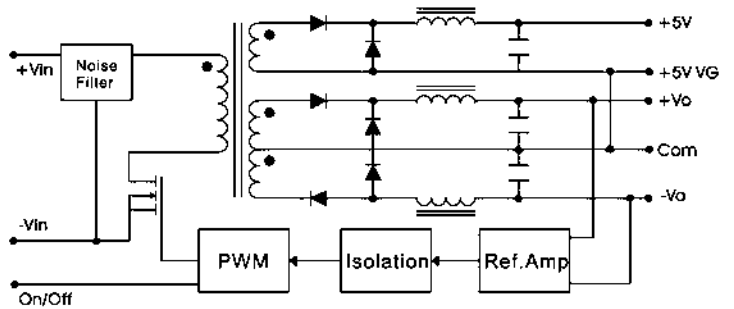 +5V
+Vin
Noise
Filter
+5V VG
+Vo
Com
-Vo
-Vin
PWM
Isolation
Ref.Amp
On/Off